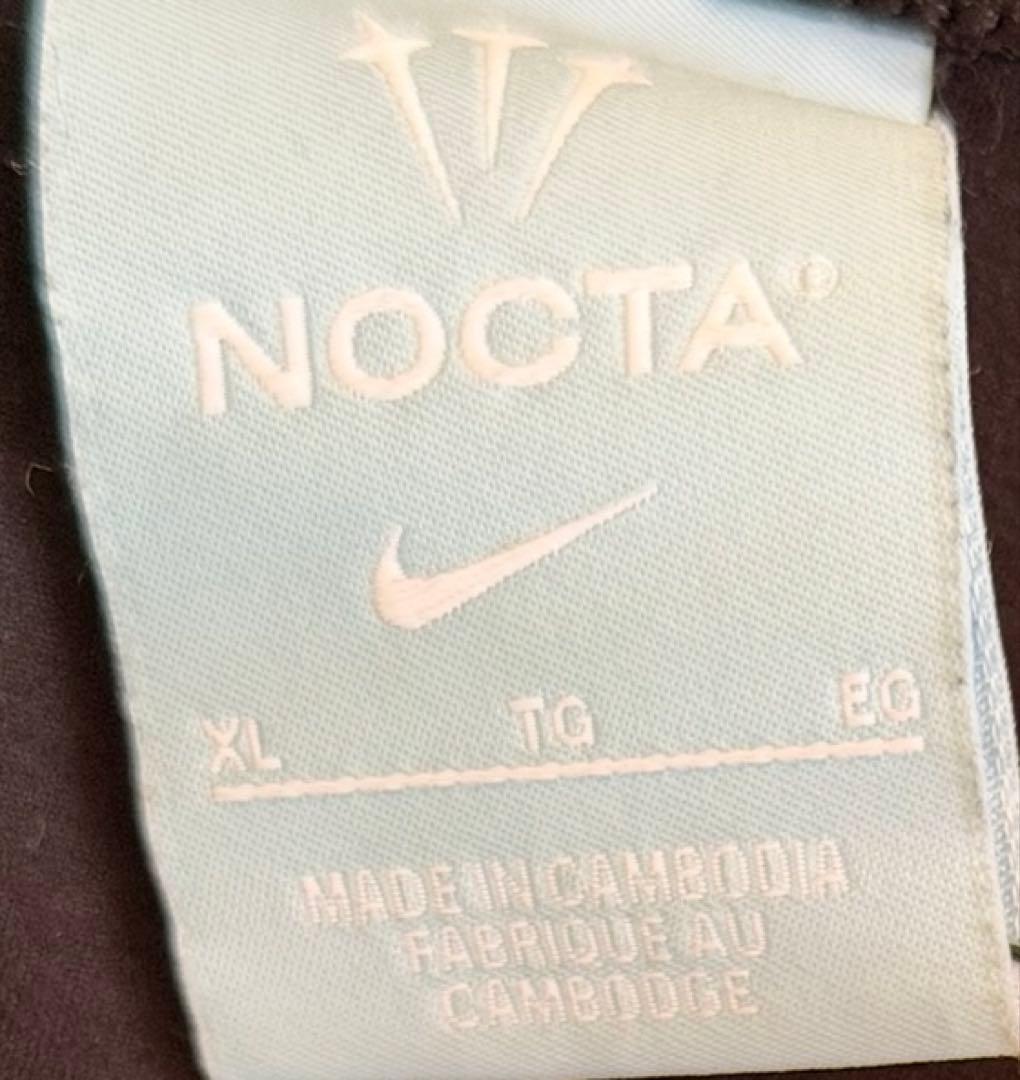 NOCTA®
XL TG EG
MADE IN CAMBODIA
FABRIQUE AU
CAMBODGE